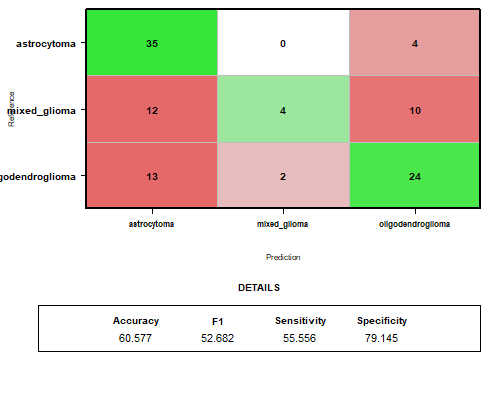 astrocytoma 35 0 4
Reference
mixed_glioma 12 4 10
godendroglioma 13 2 24
astrocytoma mixed_glioma oligodendroglioma
Prediction
DETAILS
Accuracy F1 Sensitivity Specificity
60.577 52.682 55.556 79.145